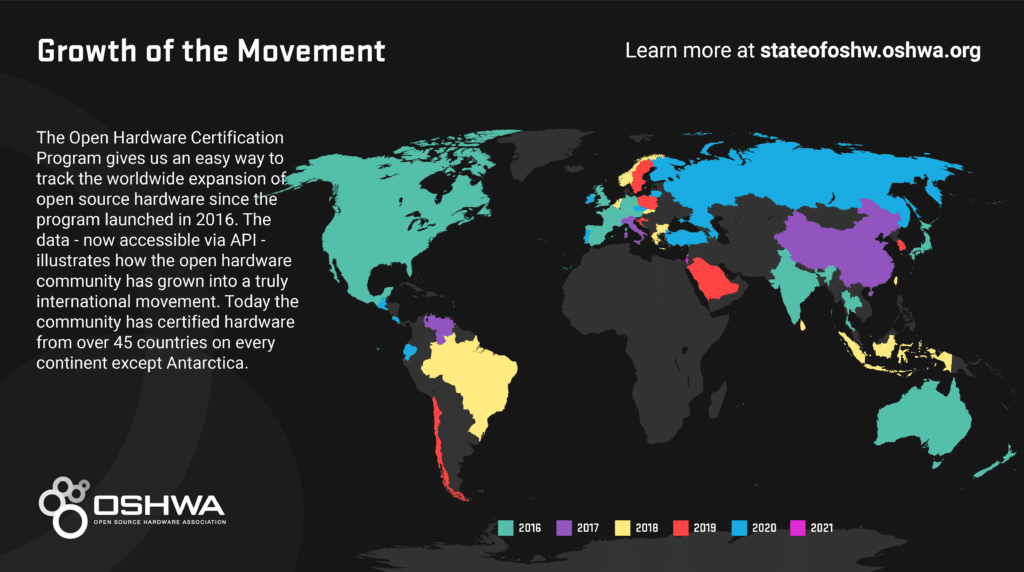 Growth of the Movement
Learn more at stateofoshw.oshwa.org
The Open Hardware Certification
Program gives us an easy way to
track the worldwide expansion of
open source hardware since the
program launched in 2016. The
data - now accessible via API -
illustrates how the open hardware
community has grown into a truly
international movement. Today the
community has certified hardware
from over 45 countries on every
continent except Antarctica.
OSHWA
OPEN SOURCE HARDWARE ASSOCIATION
2016 2017 2018 2019 2020 2021